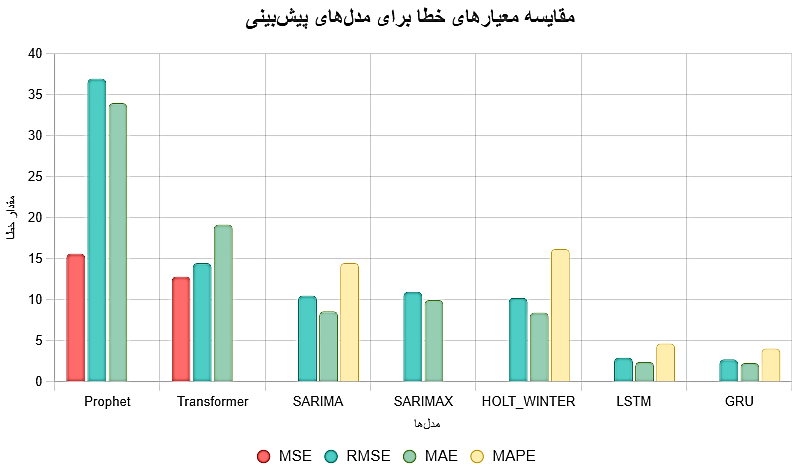 مقایسه معیارهای خطا برای مدل‌های پیش‌بینی
40
35
30
25
20
15
10
5
0
مقدار خطا
Prophet Transformer SARIMA SARIMAX HOLT_WINTER LSTM GRU
مدل‌ها
MSE RMSE MAE MAPE